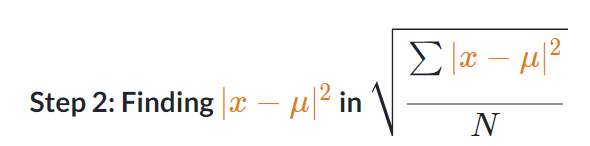 Step 2: Finding |x − μ|² in √(∑|x − μ|² / N)